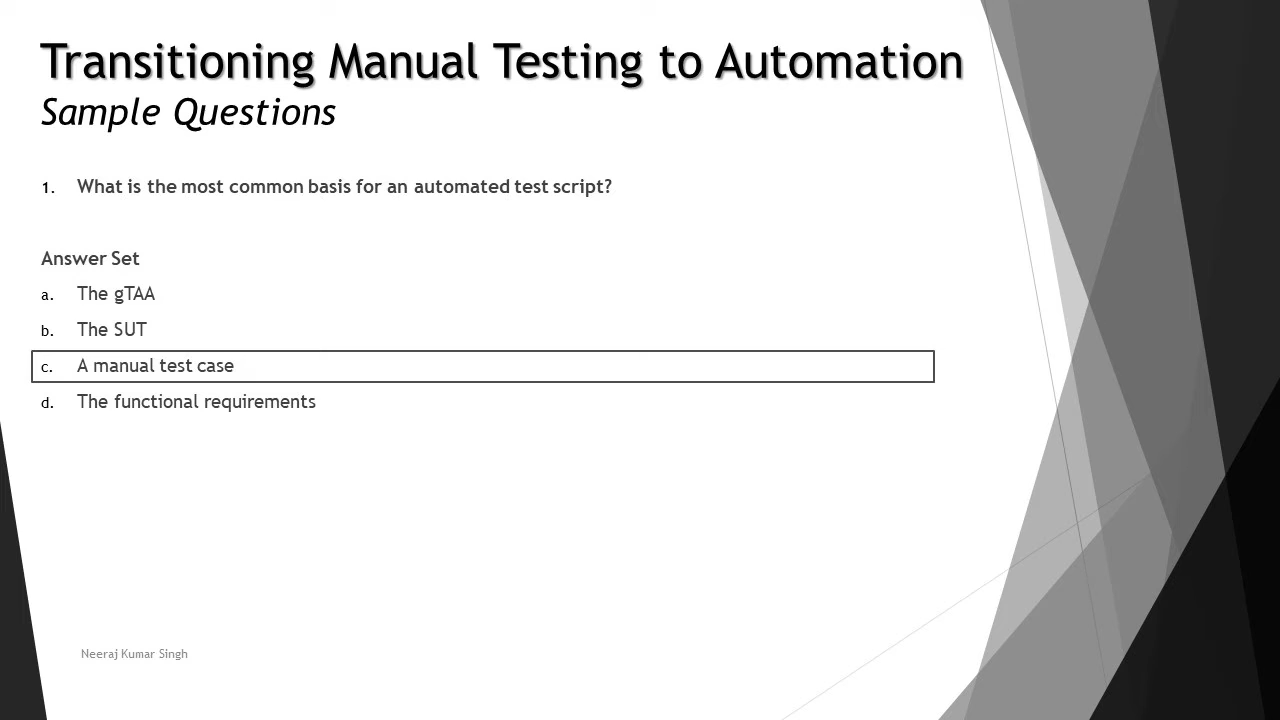 Transitioning Manual Testing to Automation
Sample Questions
1. What is the most common basis for an automated test script?
Answer Set
a. The gTAA
b. The SUT
c. A manual test case
d. The functional requirements
Neeraj Kumar Singh